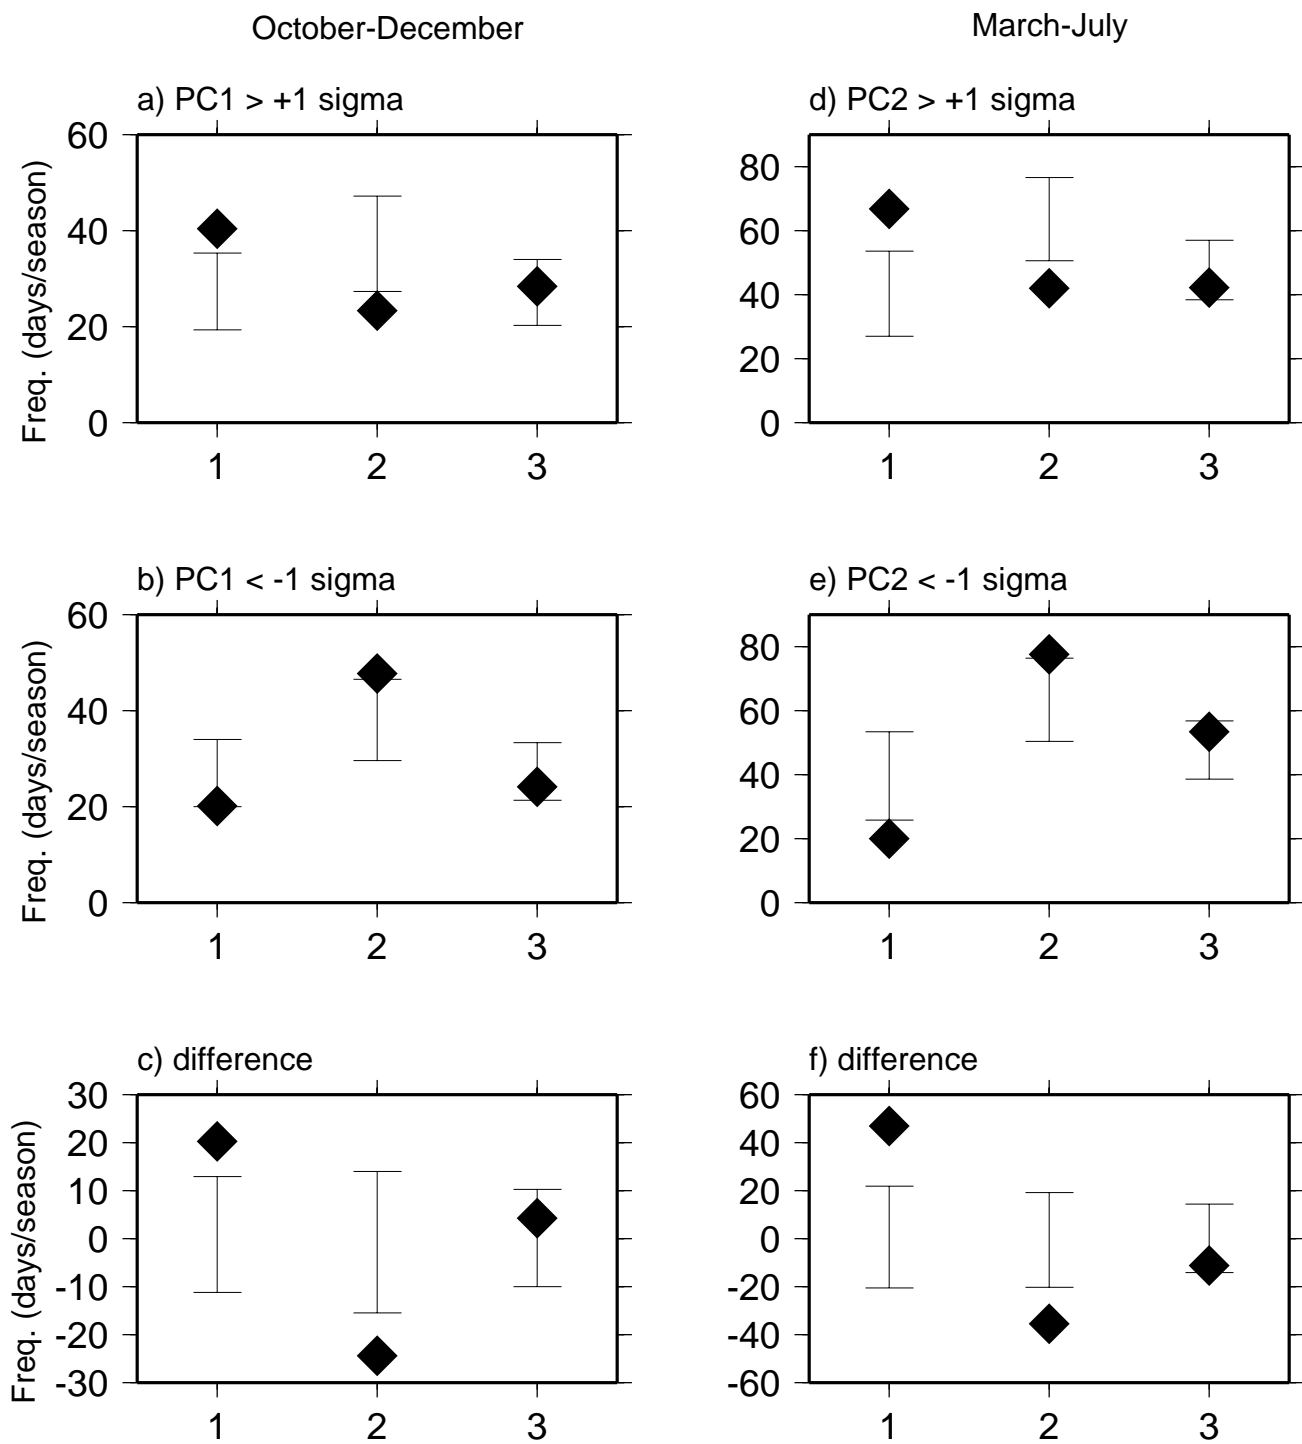 October-December
March-July
a) PC1 > +1 sigma
60
40
20
0
Freq. (days/season)
1 2 3
d) PC2 > +1 sigma
80
60
40
20
0
1 2 3
b) PC1 < -1 sigma
60
40
20
0
Freq. (days/season)
1 2 3
e) PC2 < -1 sigma
80
60
40
20
0
1 2 3
c) difference
30
20
10
0
-10
-20
-30
Freq. (days/season)
1 2 3
f) difference
60
40
20
0
-20
-40
-60
1 2 3